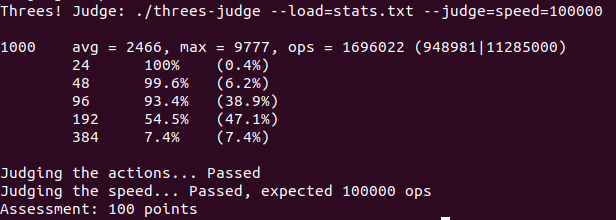 Threes! Judge: ./threes-judge --load=stats.txt --judge=speed=100000
1000 avg = 2466, max = 9777, ops = 1696022 (948981|11285000)
24 100% (0.4%)
48 99.6% (6.2%)
96 93.4% (38.9%)
192 54.5% (47.1%)
384 7.4% (7.4%)
Judging the actions... Passed
Judging the speed... Passed, expected 100000 ops
Assessment: 100 points